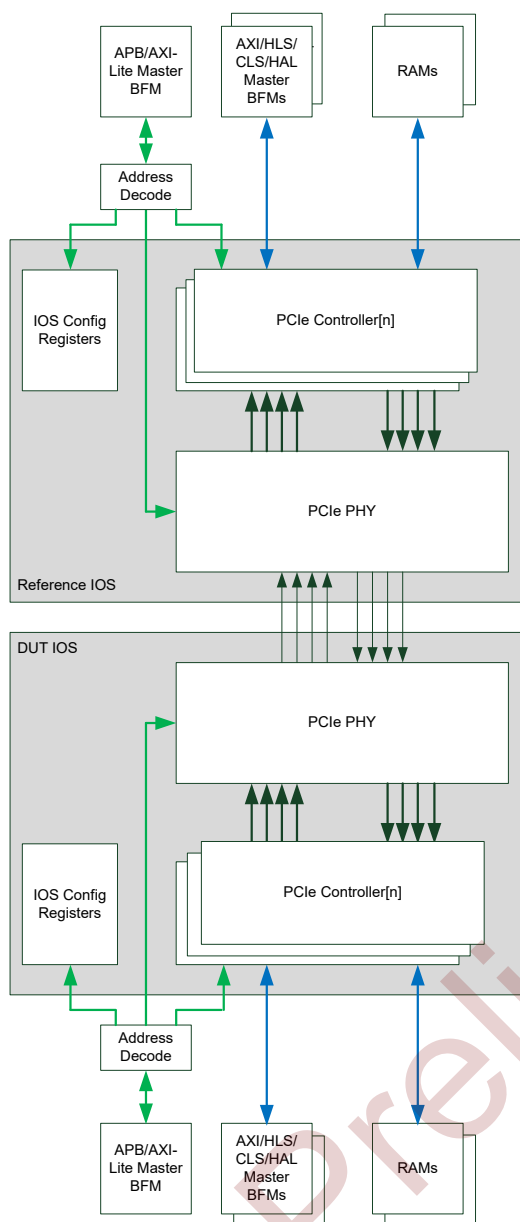 APB/AXI-
Lite Master
BFM
AXI/HLS/
CLS/HAL
Master
BFMs
RAMs
Address
Decode
IOS Config
Registers
PCIe Controller[n]
PCIe PHY
Reference IOS
DUT IOS
PCIe PHY
IOS Config
Registers
PCIe Controller[n]
Address
Decode
APB/AXI-
Lite Master
BFM
AXI/HLS/
CLS/HAL
Master
BFMs
RAMs
Preli